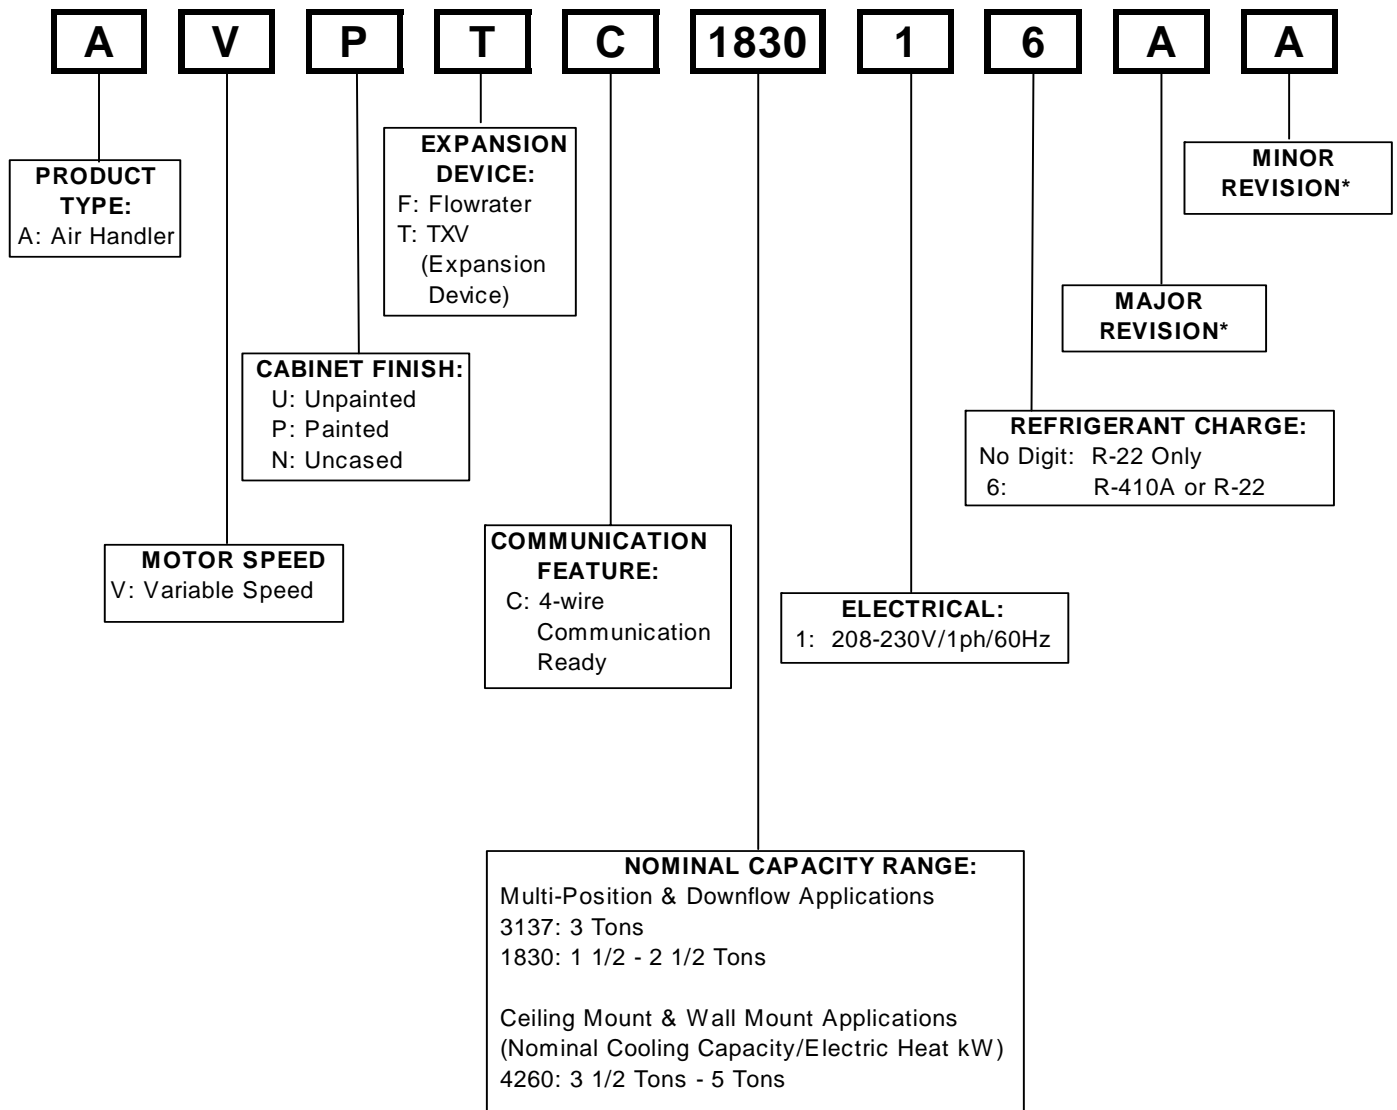 A V P T C 1830 1 6 A A
PRODUCT
TYPE:
A: Air Handler
EXPANSION
DEVICE:
F: Flowrater
T: TXV
(Expansion
Device)
MINOR
REVISION*
MAJOR
REVISION*
CABINET FINISH:
U: Unpainted
P: Painted
N: Uncased
REFRIGERANT CHARGE:
No Digit: R-22 Only
6: R-410A or R-22
MOTOR SPEED
V: Variable Speed
COMMUNICATION
FEATURE:
C: 4-wire
Communication
Ready
ELECTRICAL:
1: 208-230V/1ph/60Hz
NOMINAL CAPACITY RANGE:
Multi-Position & Downflow Applications
3137: 3 Tons
1830: 1 1/2 - 2 1/2 Tons
Ceiling Mount & Wall Mount Applications
(Nominal Cooling Capacity/Electric Heat kW)
4260: 3 1/2 Tons - 5 Tons